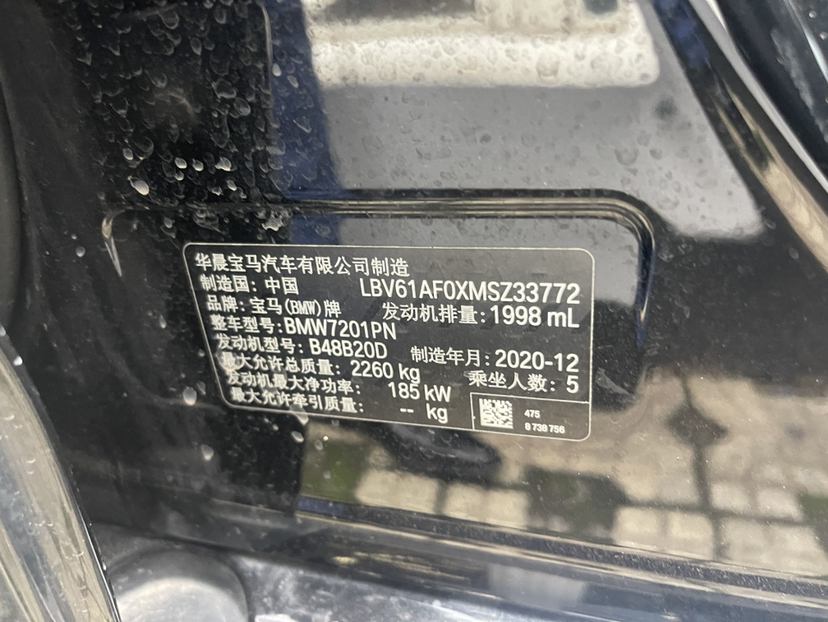 华晨宝马汽车有限公司制造
制造国: 中国 LBV61AF0XMSZ33772
品牌: 宝马(BMW)牌 发动机排量: 1998 mL
整车型号: BMW7201PN
发动机型号: B48B20D 制造年月: 2020-12
最大允许总质量: 2260 kg 乘坐人数: 5
发动机最大净功率: 185 kW
最大允许牵引质量: -- kg
475
8 738 756